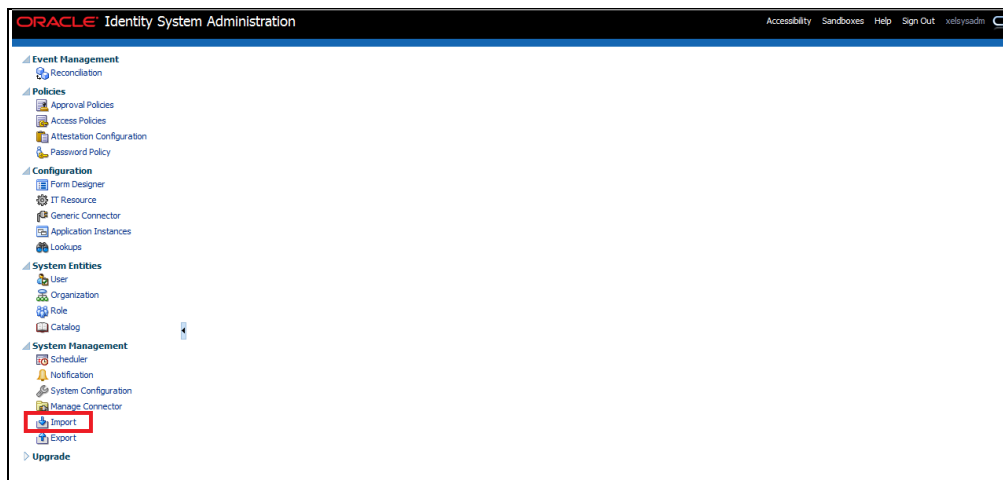 ORACLE Identity System Administration
Accessibility Sandboxes Help Sign Out xelsysadm
Event Management
Reconciliation
Policies
Approval Policies
Access Policies
Attestation Configuration
Password Policy
Configuration
Form Designer
IT Resource
Generic Connector
Application Instances
Lookups
System Entities
User
Organization
Role
Catalog
System Management
Scheduler
Notification
System Configuration
Manage Connector
Import
Export
Upgrade